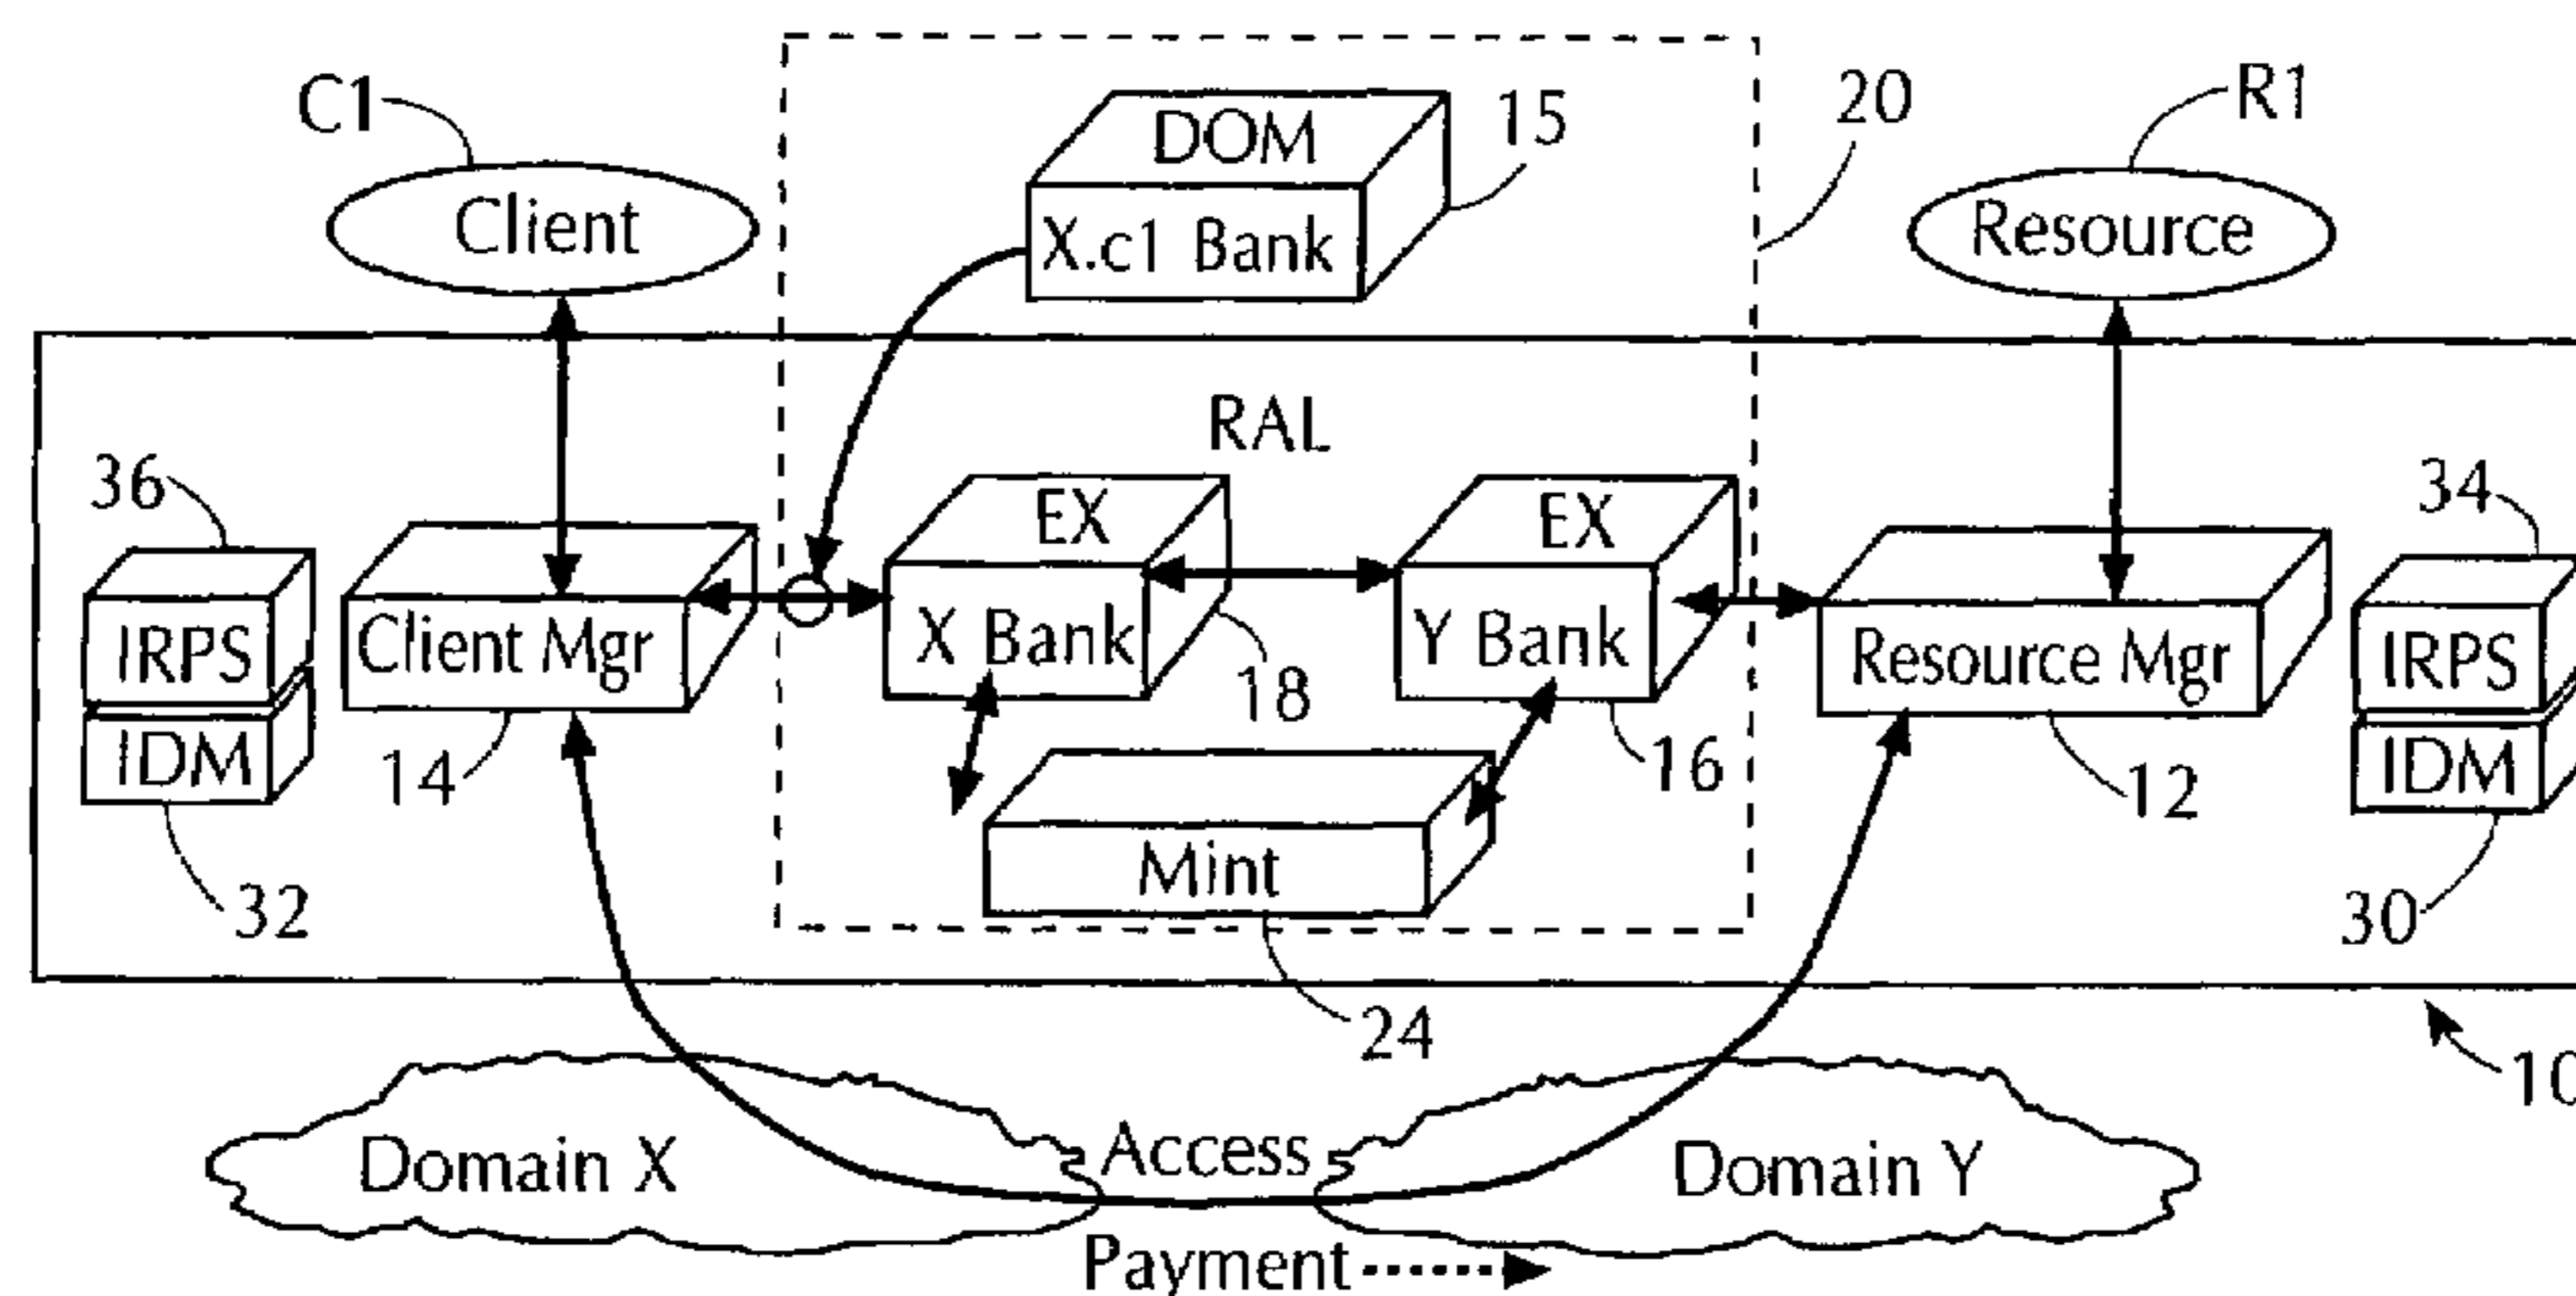 C1
DOM
15
20
R1
Client
X.c1 Bank
Resource
RAL
36
EX
EX
34
IRPS
Client Mgr
X Bank
Y Bank
Resource Mgr
IRPS
IDM
14
18
16
12
IDM
Mint
32
30
24
10
Domain X
Access
Domain Y
Payment